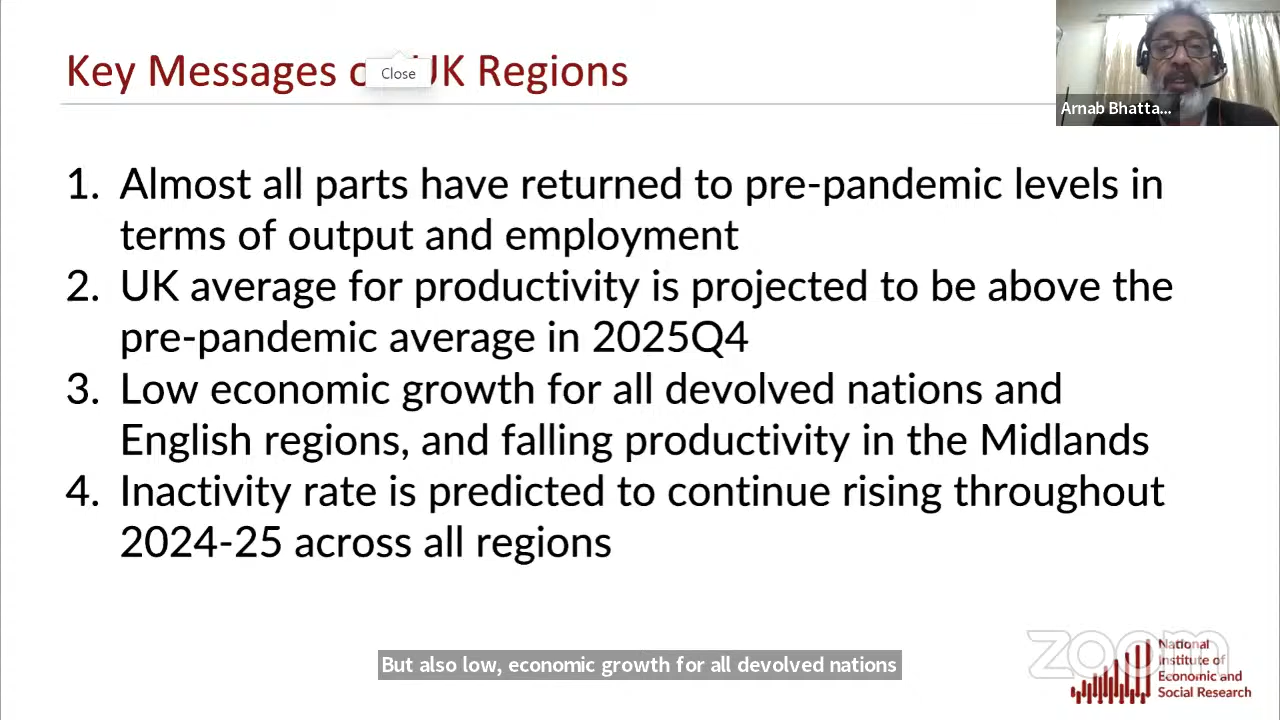 Key Messages o UK Regions
Close
Arnab Bhatta...
1. Almost all parts have returned to pre-pandemic levels in
terms of output and employment
2. UK average for productivity is projected to be above the
pre-pandemic average in 2025Q4
3. Low economic growth for all devolved nations and
English regions, and falling productivity in the Midlands
4. Inactivity rate is predicted to continue rising throughout
2024-25 across all regions
But also low, economic growth for all devolved nations
zoom
National
Institute of
Economic and
Social Research